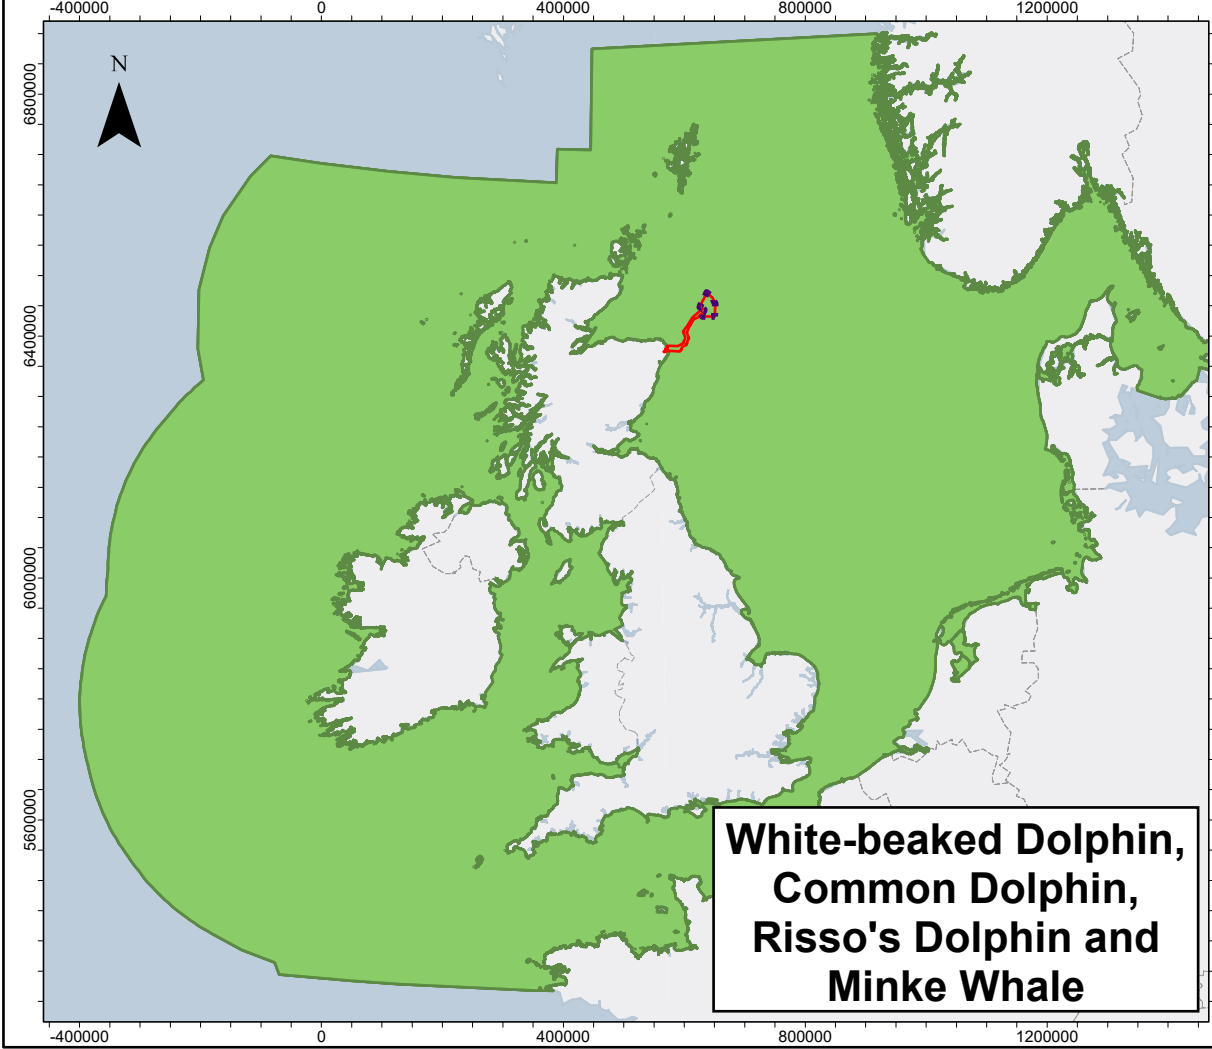 -400000 0 400000 800000 1200000
N
6800000
6400000
6000000
5600000
White-beaked Dolphin,
Common Dolphin,
Risso's Dolphin and
Minke Whale
-400000 0 400000 800000 1200000